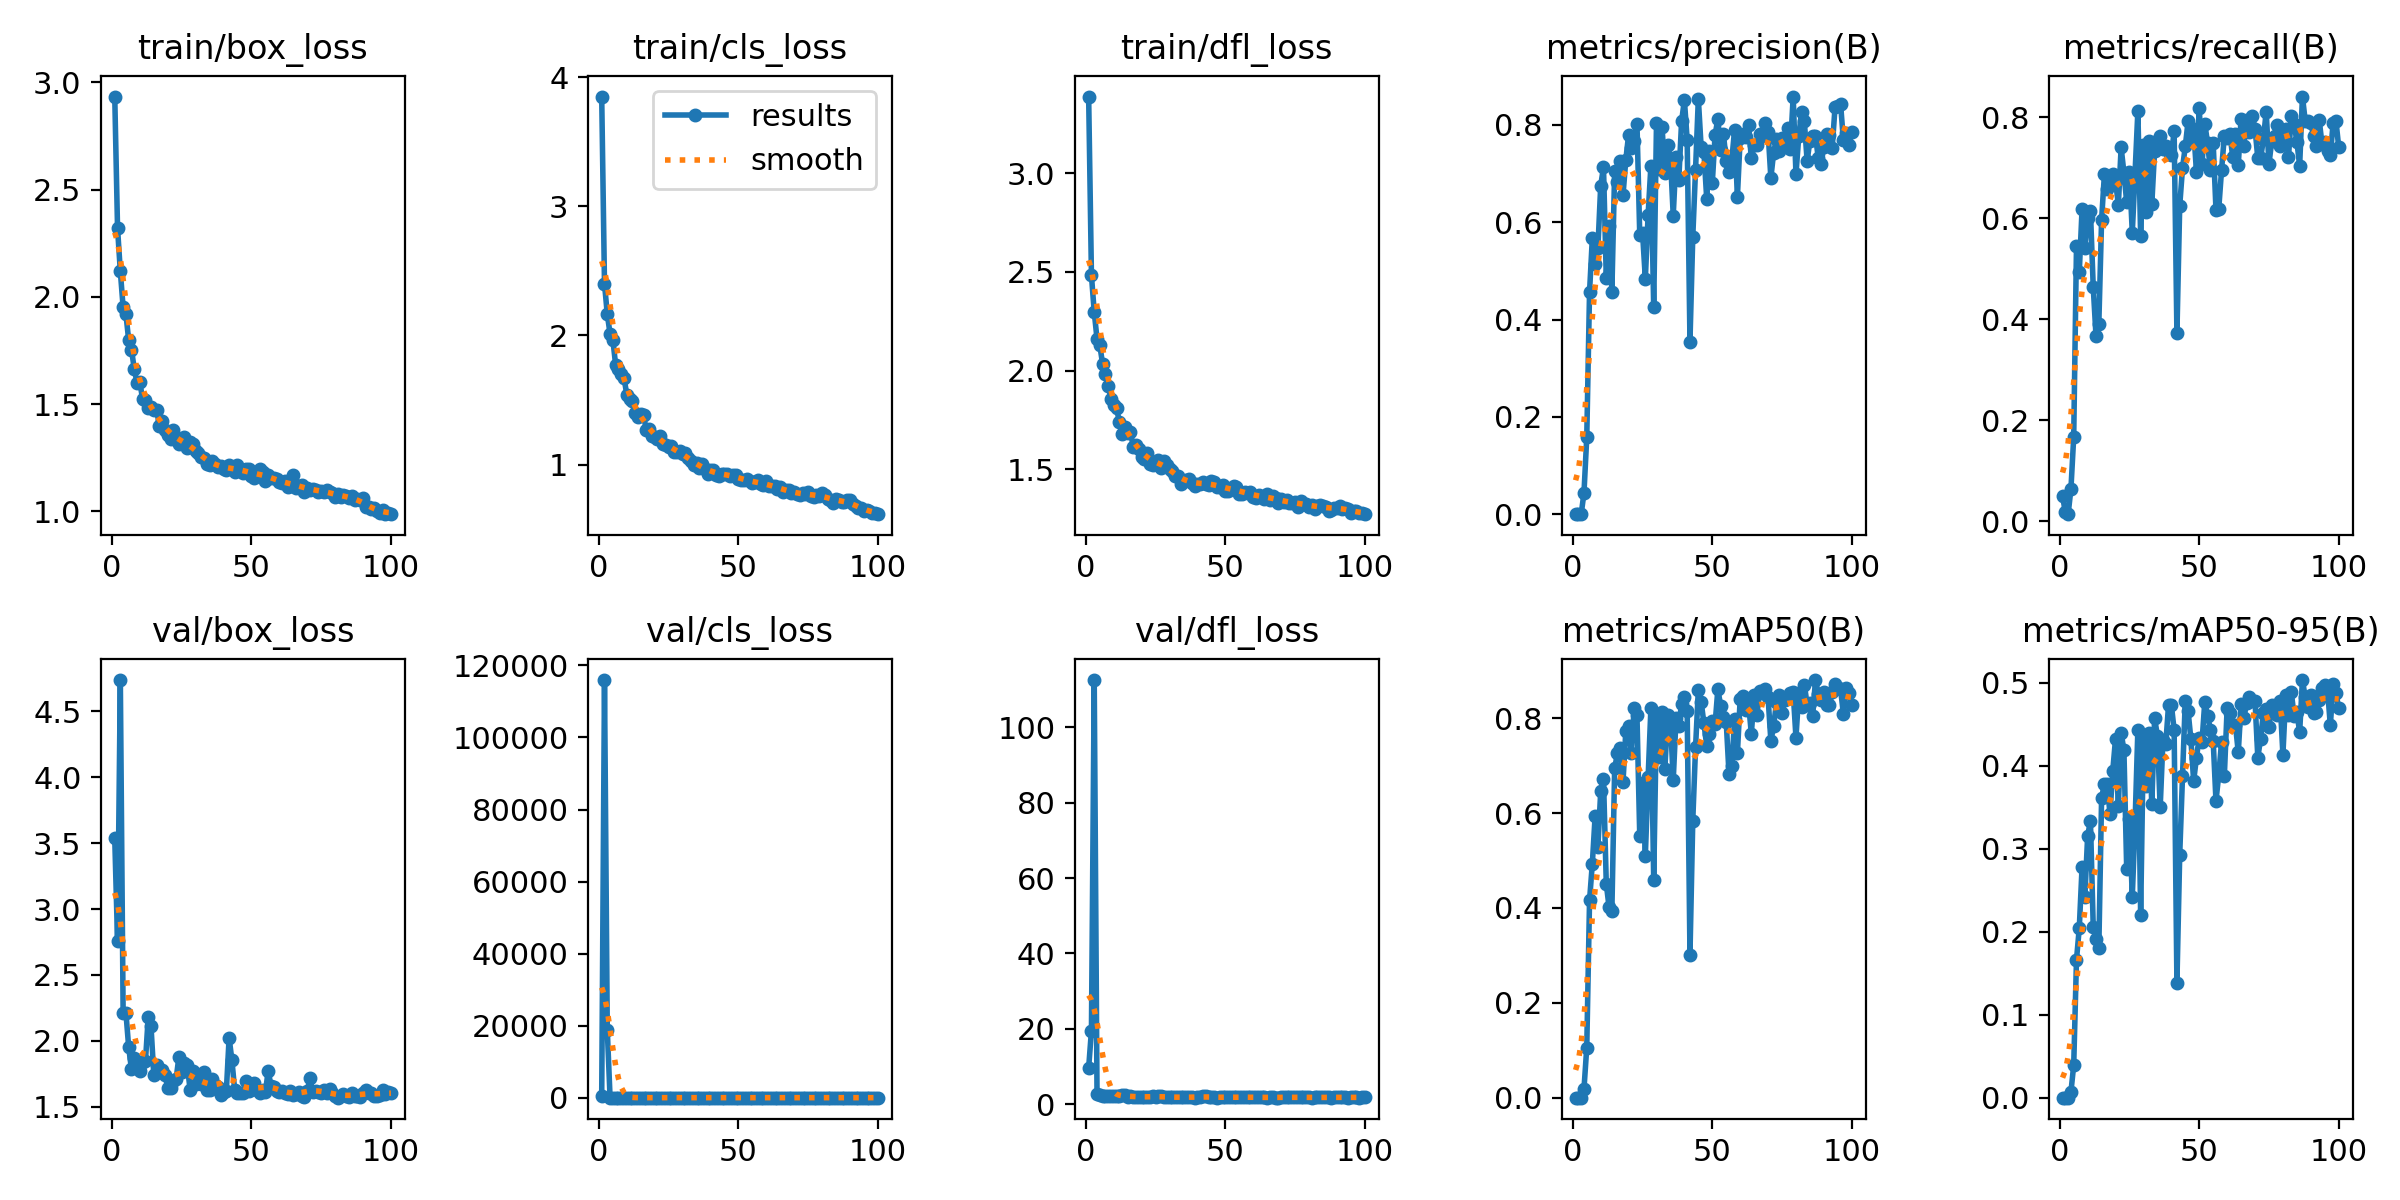 train/box_loss
3.0
2.5
2.0
1.5
1.0
0 50 100
train/cls_loss
results
smooth
4
3
2
1
0 50 100
train/dfl_loss
3.0
2.5
2.0
1.5
0 50 100
metrics/precision(B)
0.8
0.6
0.4
0.2
0.0
0 50 100
metrics/recall(B)
0.8
0.6
0.4
0.2
0.0
0 50 100
val/box_loss
4.5
4.0
3.5
3.0
2.5
2.0
1.5
0 50 100
val/cls_loss
120000
100000
80000
60000
40000
20000
0
0 50 100
val/dfl_loss
100
80
60
40
20
0
0 50 100
metrics/mAP50(B)
0.8
0.6
0.4
0.2
0.0
0 50 100
metrics/mAP50-95(B)
0.5
0.4
0.3
0.2
0.1
0.0
0 50 100